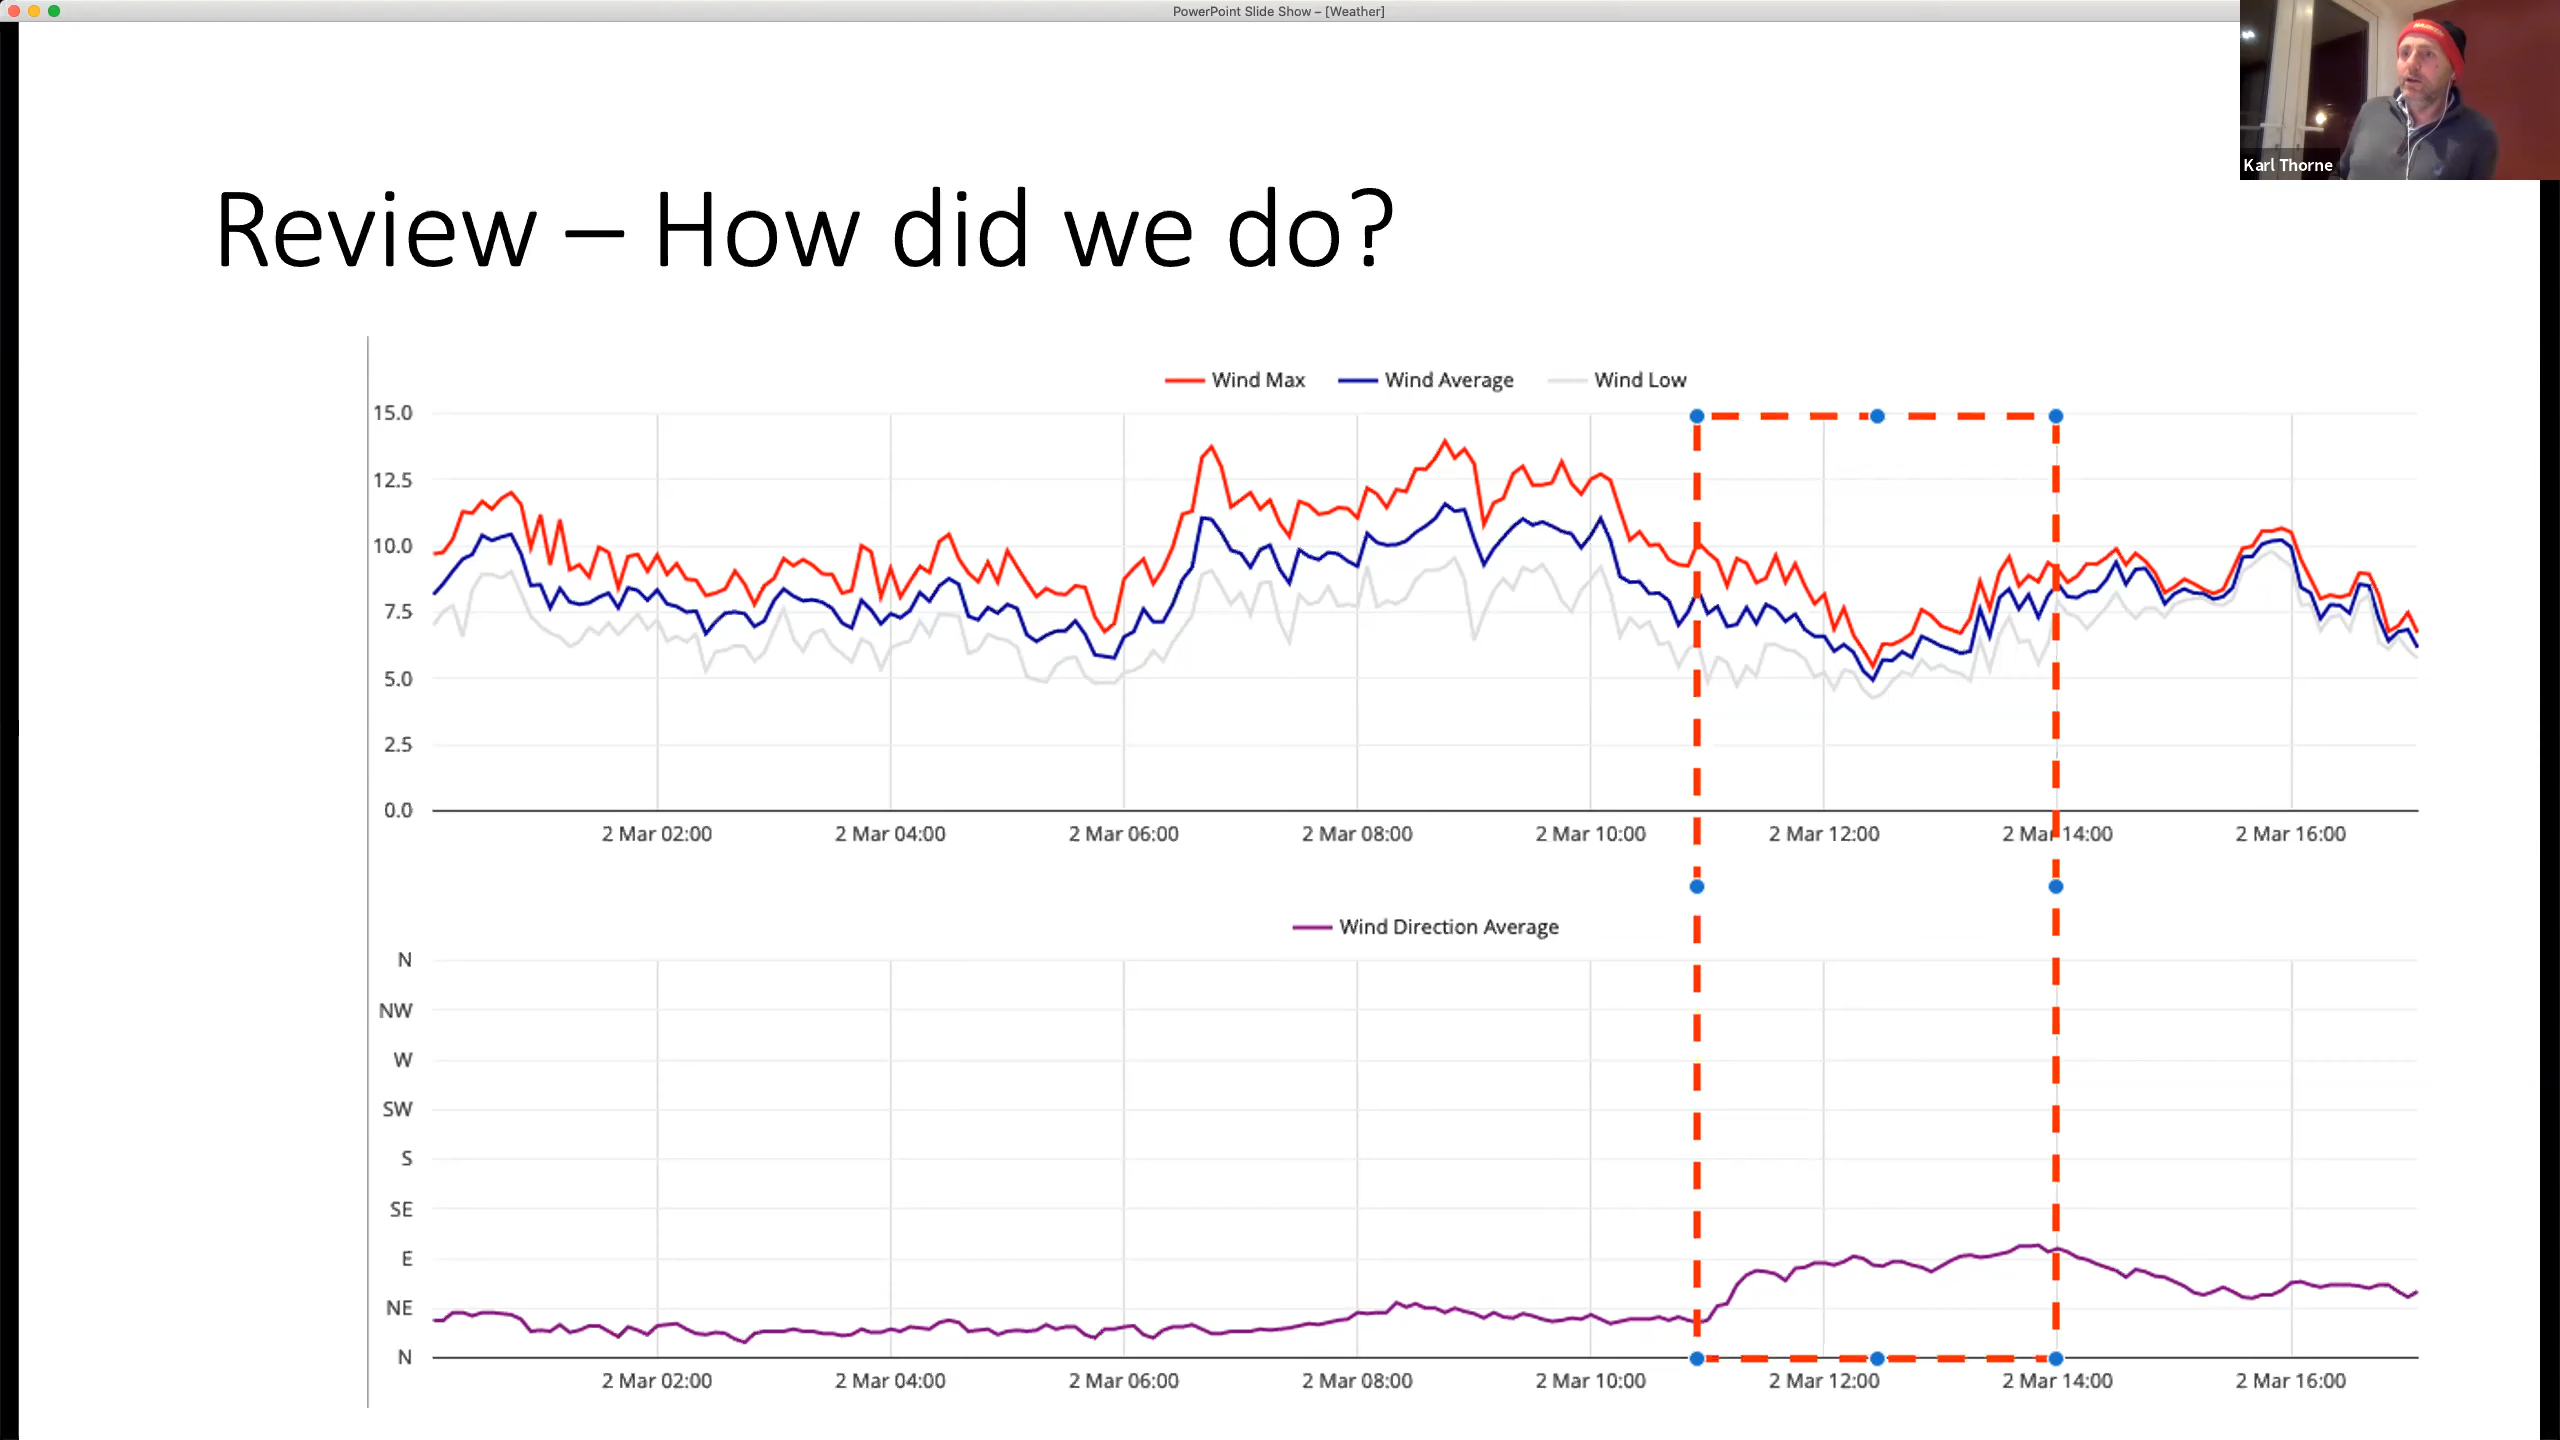 PowerPoint Slide Show – [Weather]
Karl Thorne
Review – How did we do?
Wind Max Wind Average Wind Low
15.0
12.5
10.0
7.5
5.0
2.5
0.0
2 Mar 02:00 2 Mar 04:00 2 Mar 06:00 2 Mar 08:00 2 Mar 10:00 2 Mar 12:00 2 Mar 14:00 2 Mar 16:00
Wind Direction Average
N
NW
W
SW
S
SE
E
NE
N
2 Mar 02:00 2 Mar 04:00 2 Mar 06:00 2 Mar 08:00 2 Mar 10:00 2 Mar 12:00 2 Mar 14:00 2 Mar 16:00